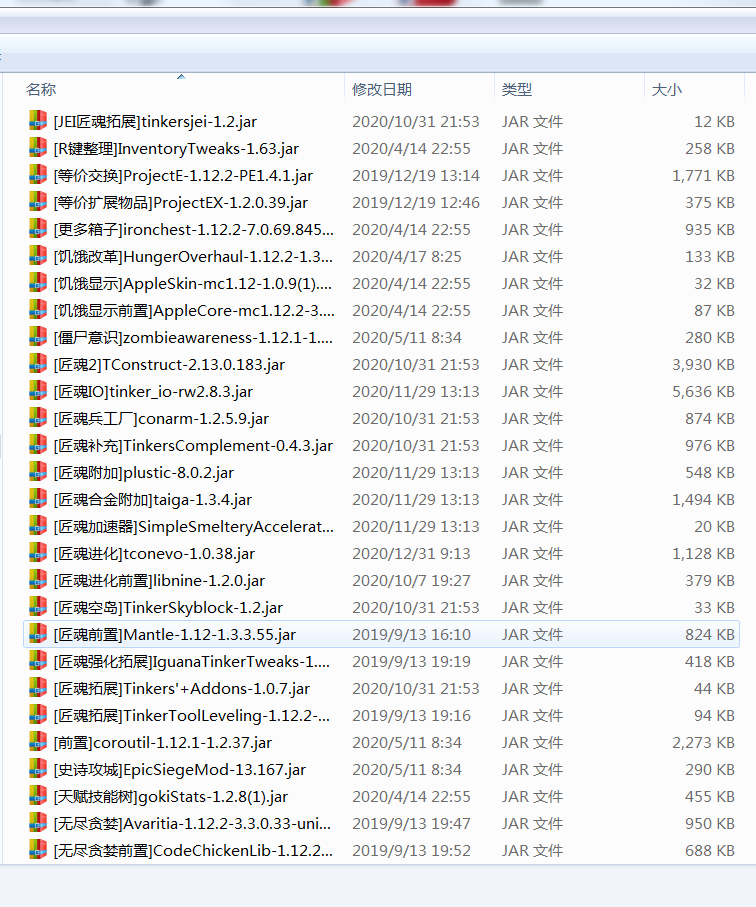 名称 修改日期 类型 大小
[JEI匠魂拓展]tinkersjei-1.2.jar 2020/10/31 21:53 JAR 文件 12 KB
[R键整理]InventoryTweaks-1.63.jar 2020/4/14 22:55 JAR 文件 258 KB
[等价交换]ProjectE-1.12.2-PE1.4.1.jar 2019/12/19 13:14 JAR 文件 1,771 KB
[等价扩展物品]ProjectEX-1.2.0.39.jar 2019/12/19 12:46 JAR 文件 375 KB
[更多箱子]ironchest-1.12.2-7.0.69.845... 2020/4/14 22:55 JAR 文件 935 KB
[饥饿改革]HungerOverhaul-1.12.2-1.3... 2020/4/17 8:25 JAR 文件 133 KB
[饥饿显示]AppleSkin-mc1.12-1.0.9(1).... 2020/4/14 22:55 JAR 文件 32 KB
[饥饿显示前置]AppleCore-mc1.12.2-3.... 2020/4/14 22:55 JAR 文件 87 KB
[僵尸意识]zombieawareness-1.12.1-1.... 2020/5/11 8:34 JAR 文件 280 KB
[匠魂2]TConstruct-2.13.0.183.jar 2020/10/31 21:53 JAR 文件 3,930 KB
[匠魂IO]tinker_io-rw2.8.3.jar 2020/11/29 13:13 JAR 文件 5,636 KB
[匠魂兵工厂]conarm-1.2.5.9.jar 2020/10/31 21:53 JAR 文件 874 KB
[匠魂补充]TinkersComplement-0.4.3.jar 2020/10/31 21:53 JAR 文件 976 KB
[匠魂附加]plustic-8.0.2.jar 2020/11/29 13:13 JAR 文件 548 KB
[匠魂合金附加]taiga-1.3.4.jar 2020/11/29 13:13 JAR 文件 1,494 KB
[匠魂加速器]SimpleSmelteryAccelerat... 2020/11/29 13:13 JAR 文件 20 KB
[匠魂进化]tconevo-1.0.38.jar 2020/12/31 9:13 JAR 文件 1,128 KB
[匠魂进化前置]libnine-1.2.0.jar 2020/10/7 19:27 JAR 文件 379 KB
[匠魂空岛]TinkerSkyblock-1.2.jar 2020/10/31 21:53 JAR 文件 33 KB
[匠魂前置]Mantle-1.12-1.3.3.55.jar 2019/9/13 16:10 JAR 文件 824 KB
[匠魂强化拓展]IguanaTinkerTweaks-1.... 2019/9/13 19:19 JAR 文件 418 KB
[匠魂拓展]Tinkers'+Addons-1.0.7.jar 2020/10/31 21:53 JAR 文件 44 KB
[匠魂拓展]TinkerToolLeveling-1.12.2-... 2019/9/13 19:16 JAR 文件 94 KB
[前置]coroutil-1.12.1-1.2.37.jar 2020/5/11 8:34 JAR 文件 2,273 KB
[史诗攻城]EpicSiegeMod-13.167.jar 2020/5/11 8:34 JAR 文件 290 KB
[天赋技能树]gokiStats-1.2.8(1).jar 2020/4/14 22:55 JAR 文件 455 KB
[无尽贪婪]Avaritia-1.12.2-3.3.0.33-uni... 2019/9/13 19:47 JAR 文件 950 KB
[无尽贪婪前置]CodeChickenLib-1.12.2... 2019/9/13 19:52 JAR 文件 688 KB